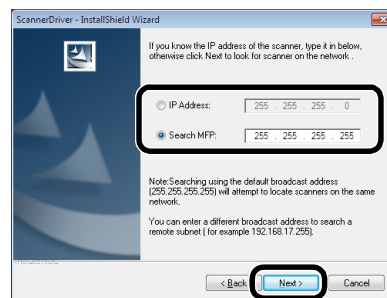 ScannerDriver - InstallShield Wizard
If you know the IP address of the scanner, type it in below,
otherwise click Next to look for scanner on the network .
IP Address: 255 . 255 . 255 . 0
Search MFP: 255 . 255 . 255 . 255
Note:Searching using the default broadcast address
(255.255.255.255) will attempt to locate scanners on the same
network.
You can enter a different broadcast address to search a
remote subnet ( for example 192.168.17.255).
InstallShield
< Back Next > Cancel